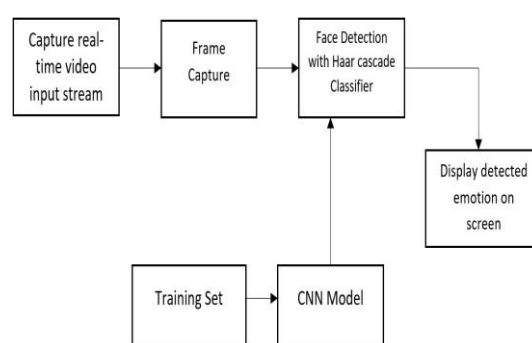 Capture real-
time video
input stream
Frame
Capture
Face Detection
with Haar cascade
Classifier
Display detected
emotion on
screen
Training Set
CNN Model